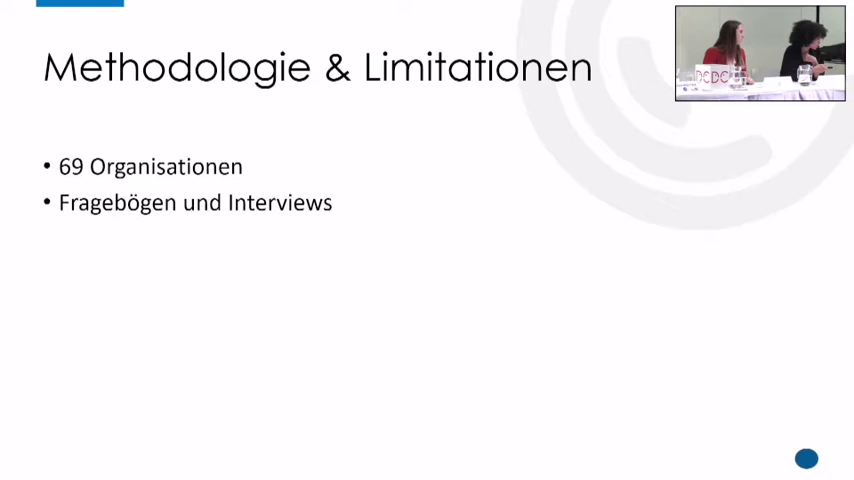 Methodologie & Limitationen
• 69 Organisationen
• Fragebögen und Interviews